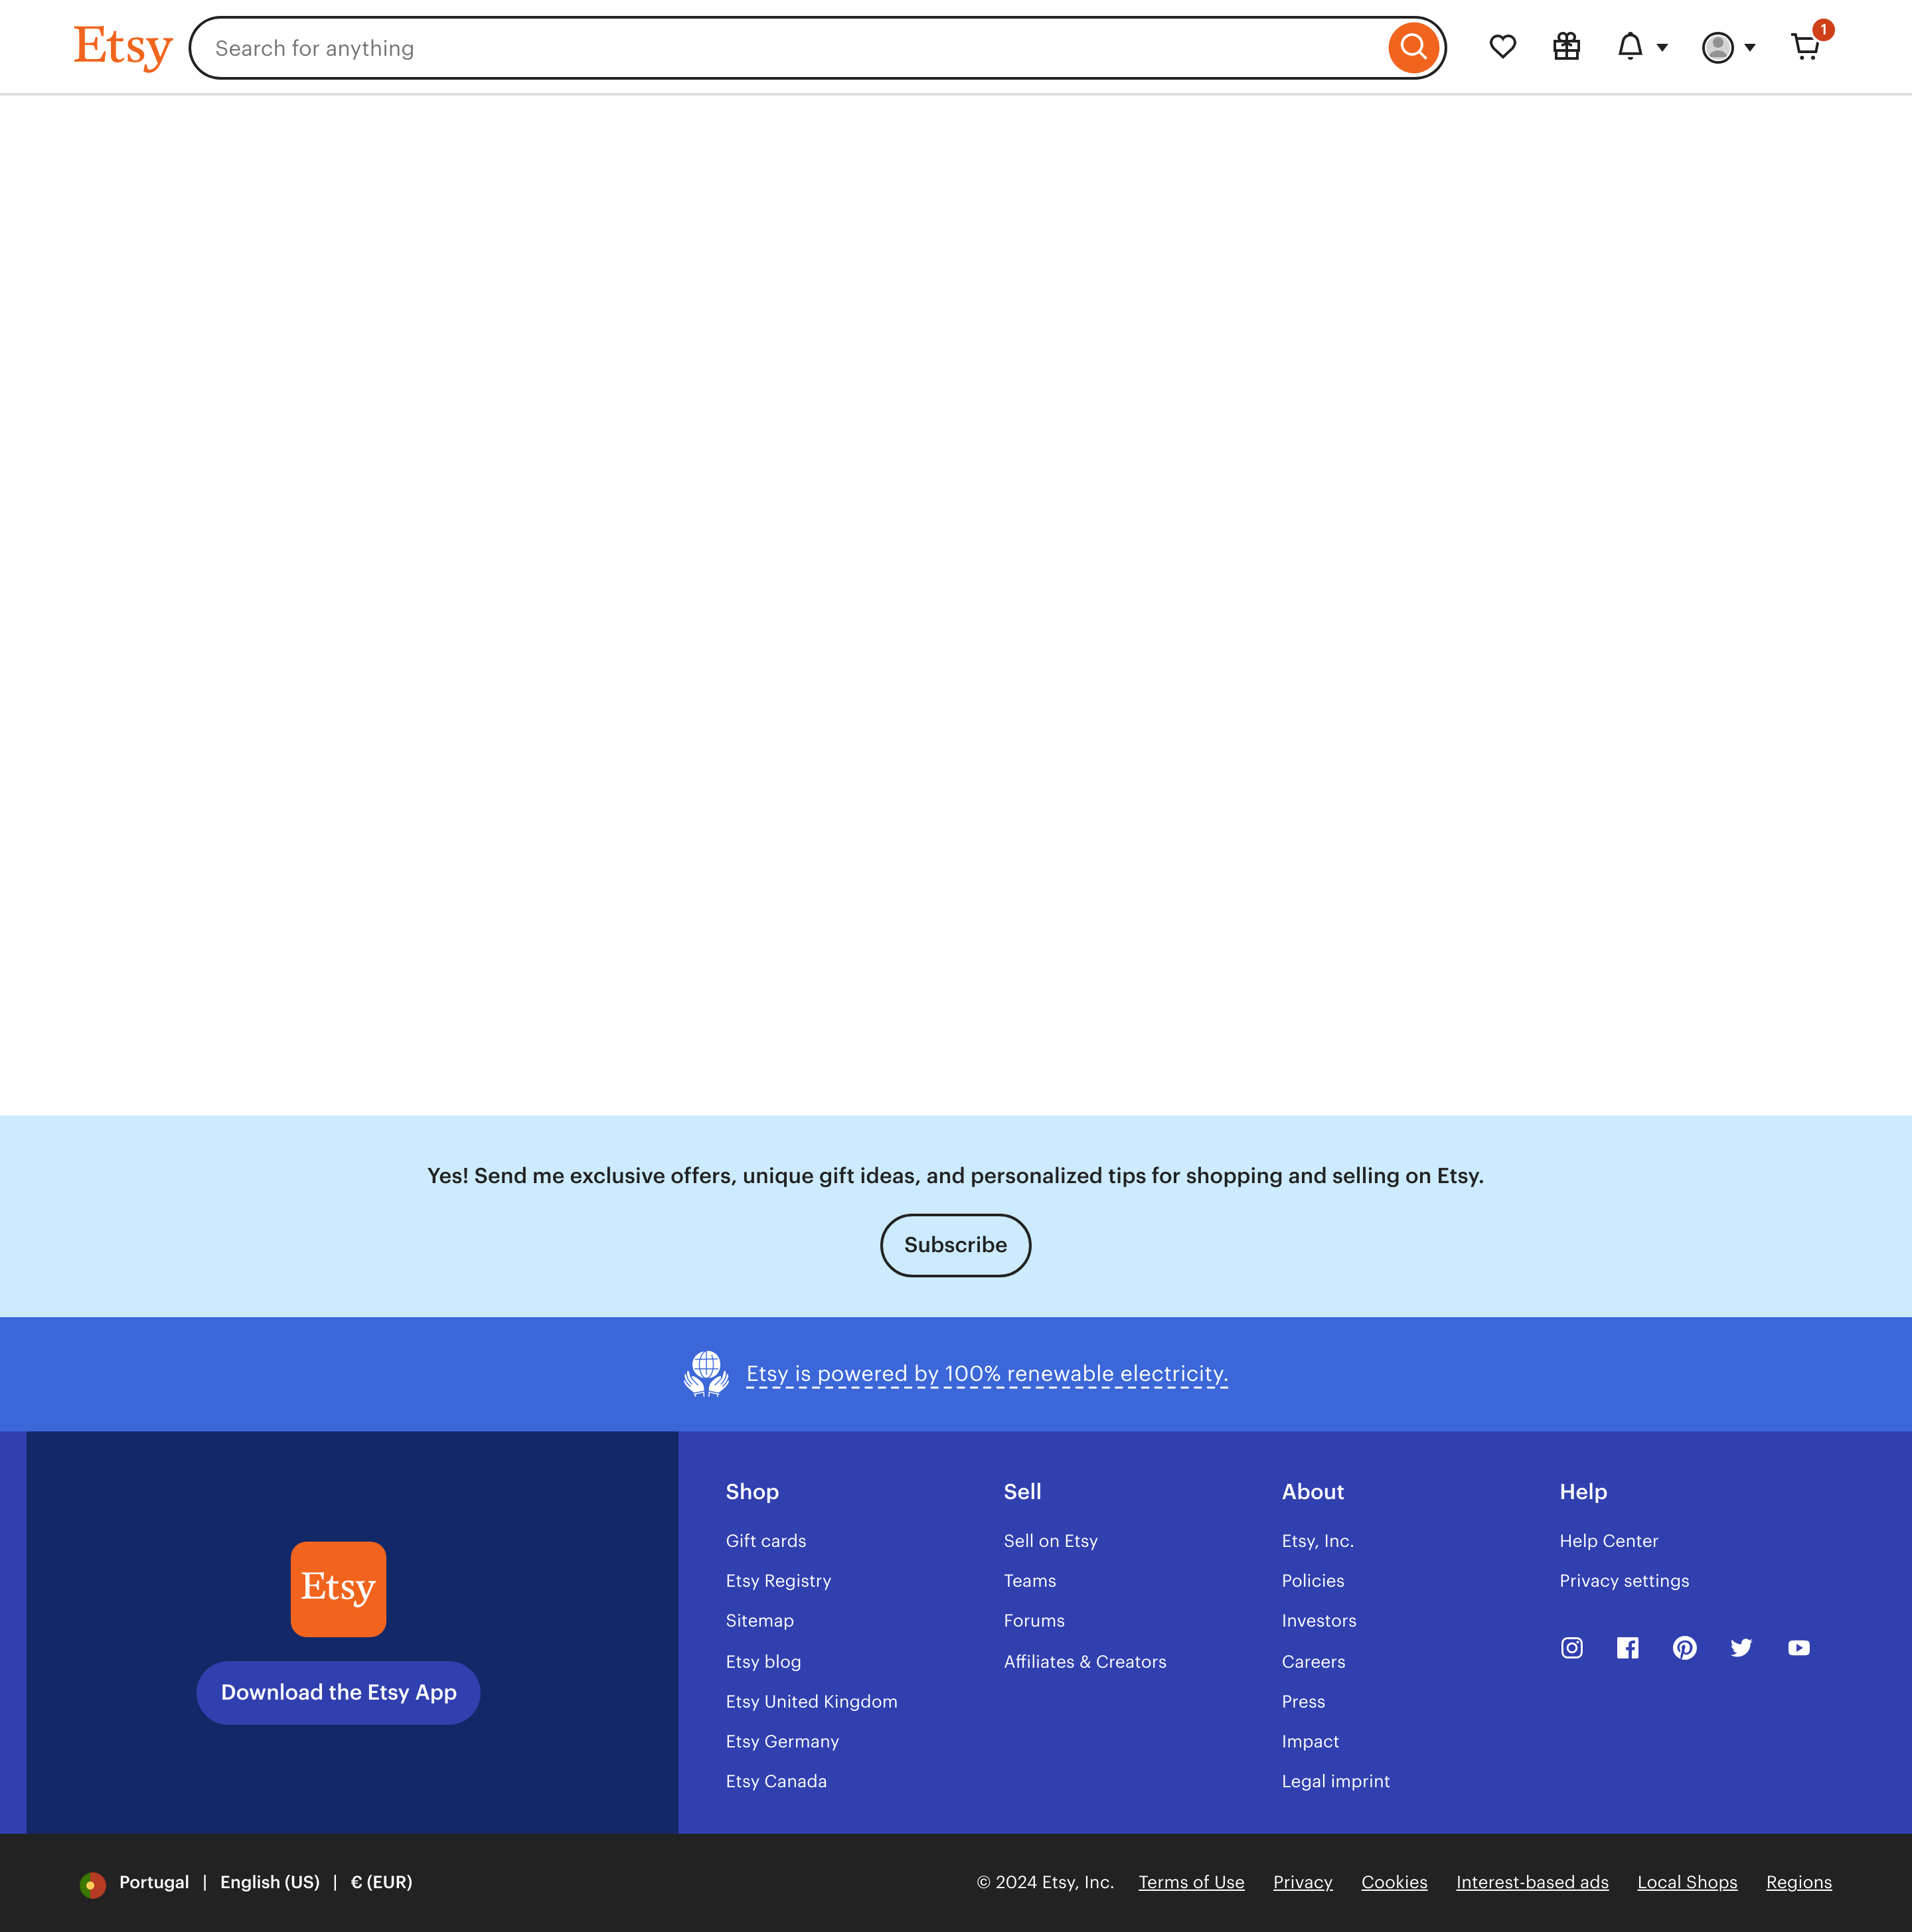 Etsy
Search for anything
1
Yes! Send me exclusive offers, unique gift ideas, and personalized tips for shopping and selling on Etsy.
Subscribe
Etsy is powered by 100% renewable electricity.
Etsy
Download the Etsy App
Shop
Gift cards
Etsy Registry
Sitemap
Etsy blog
Etsy United Kingdom
Etsy Germany
Etsy Canada
Sell
Sell on Etsy
Teams
Forums
Affiliates & Creators
About
Etsy, Inc.
Policies
Investors
Careers
Press
Impact
Legal imprint
Help
Help Center
Privacy settings
Portugal | English (US) | € (EUR)
© 2024 Etsy, Inc. Terms of Use Privacy Cookies Interest-based ads Local Shops Regions